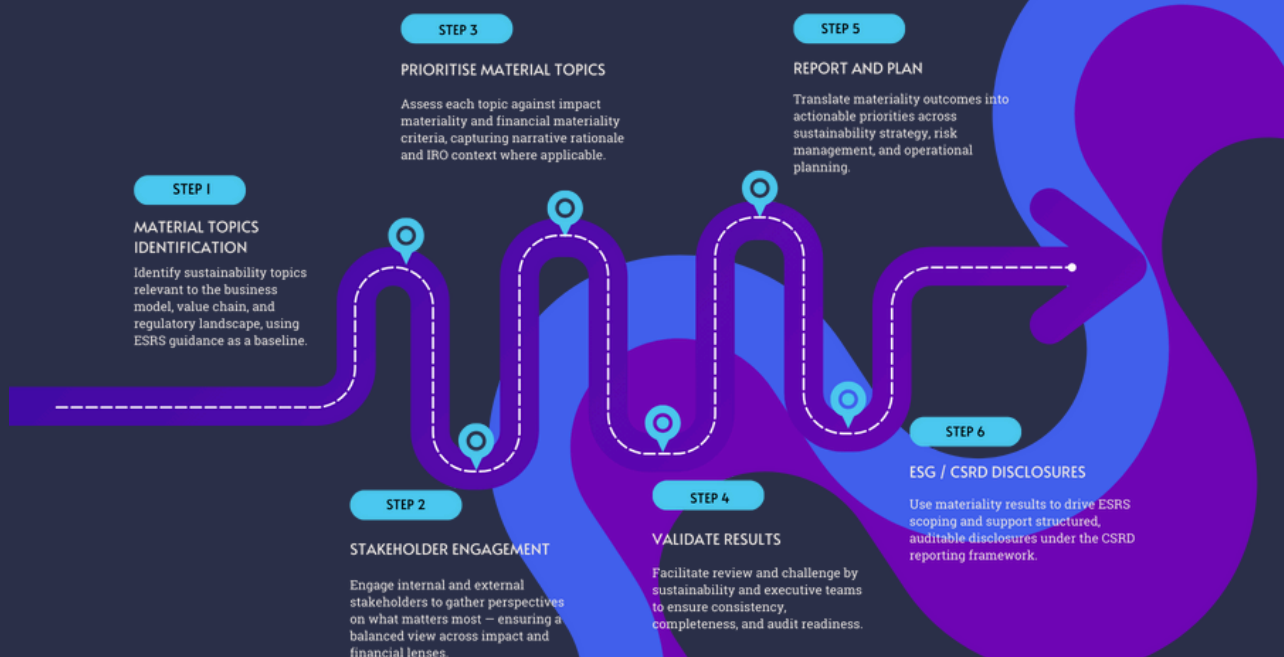 STEP 1
MATERIAL TOPICS
IDENTIFICATION
Identify sustainability topics
relevant to the business
model, value chain, and
regulatory landscape, using
ESRS guidance as a baseline.
STEP 2
STAKEHOLDER ENGAGEMENT
Engage internal and external
stakeholders to gather perspectives
on what matters most — ensuring a
balanced view across impact and
financial lenses.
STEP 3
PRIORITISE MATERIAL TOPICS
Assess each topic against impact
materiality and financial materiality
criteria, capturing narrative rationale
and IRO context where applicable.
STEP 4
VALIDATE RESULTS
Facilitate review and challenge by
sustainability and executive teams
to ensure consistency,
completeness, and audit readiness.
STEP 5
REPORT AND PLAN
Translate materiality outcomes into
actionable priorities across
sustainability strategy, risk
management, and operational
planning.
STEP 6
ESG / CSRD DISCLOSURES
Use materiality results to drive ESRS
scoping and support structured,
auditable disclosures under the CSRD
reporting framework.